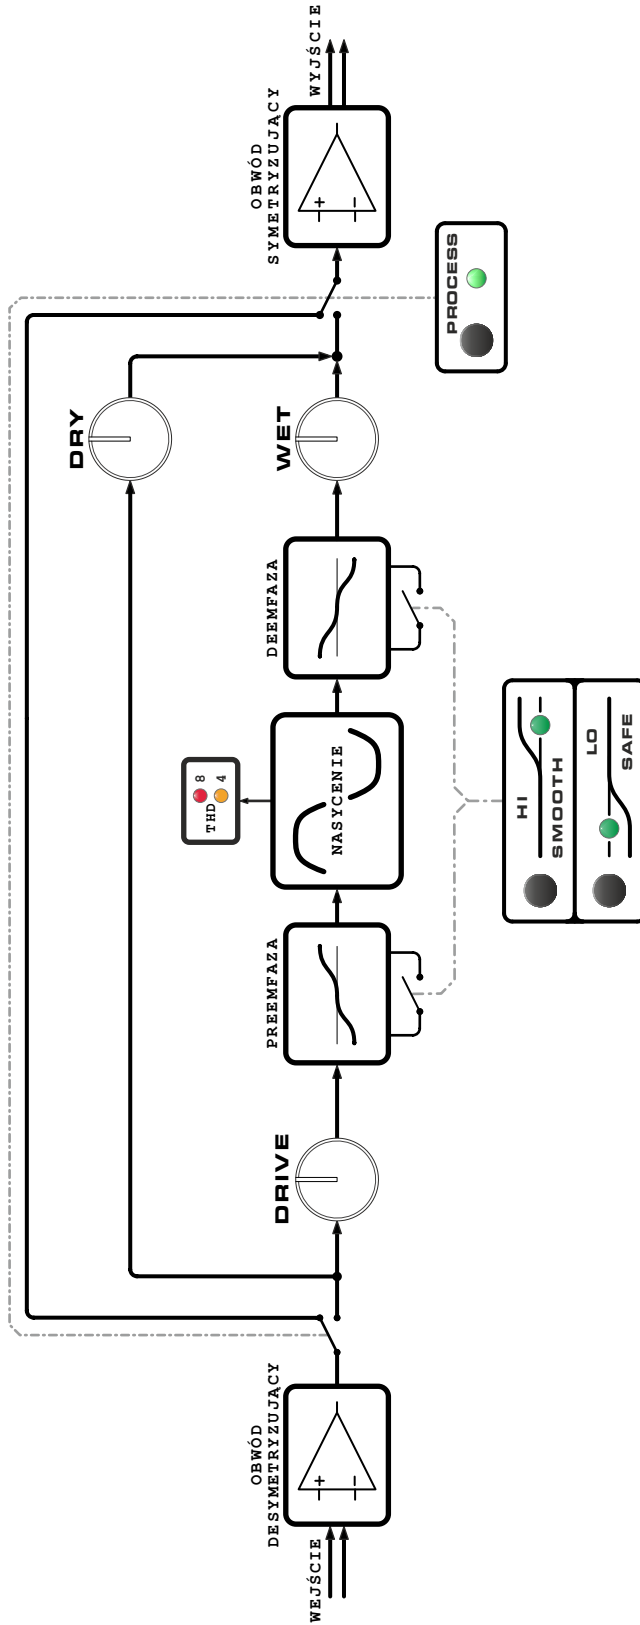 WEJŚCIE
OBWÓD
DESYMETRYZUJĄCY
+
−
DRIVE
PREEMFAZA
NASYCENIE
THD
8
4
DEEMFAZA
DRY
WET
OBWÓD
SYMETRYZUJĄCY
+
−
WYJŚCIE
PROCESS
HI
SMOOTH
LO
SAFE